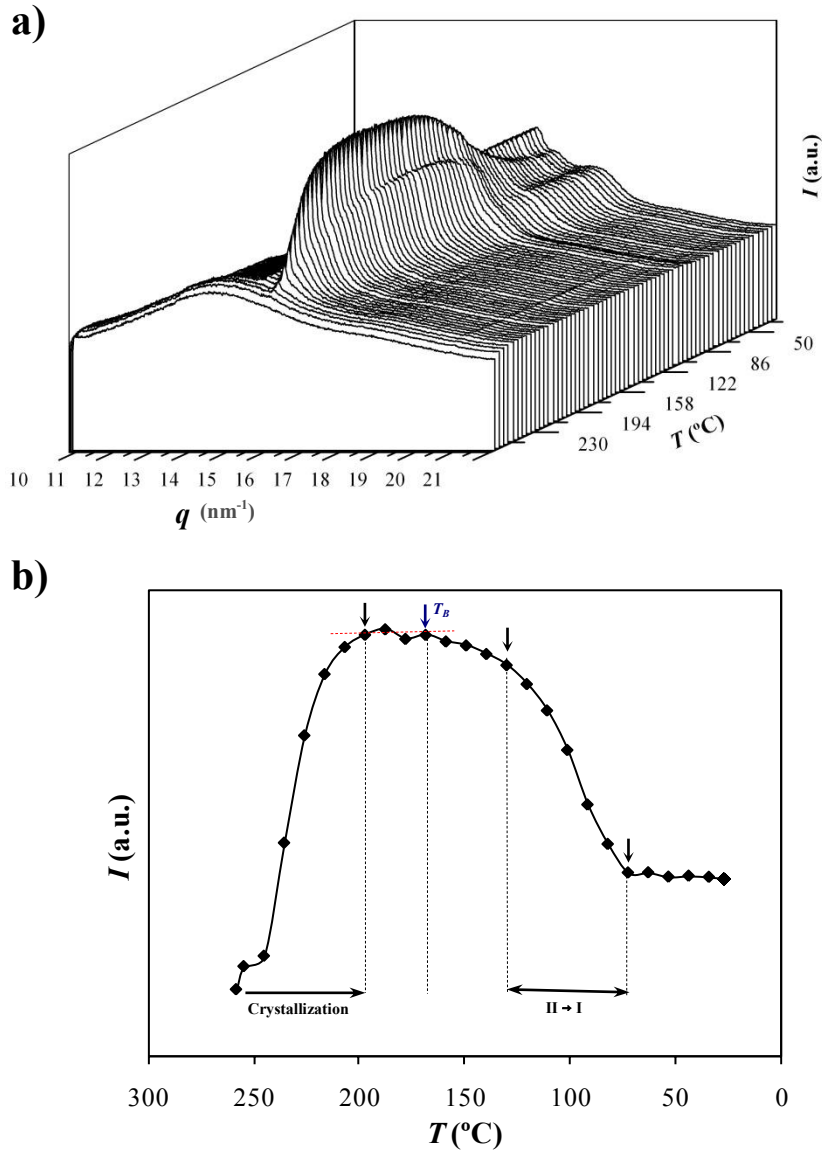 a)
I (a.u.)
50
86
122
158
194
230
T (ºC)
10 11 12 13 14 15 16 17 18 19 20 21
q (nm⁻¹)
b)
T_B
I (a.u.)
Crystallization
II → I
300 250 200 150 100 50 0
T (ºC)